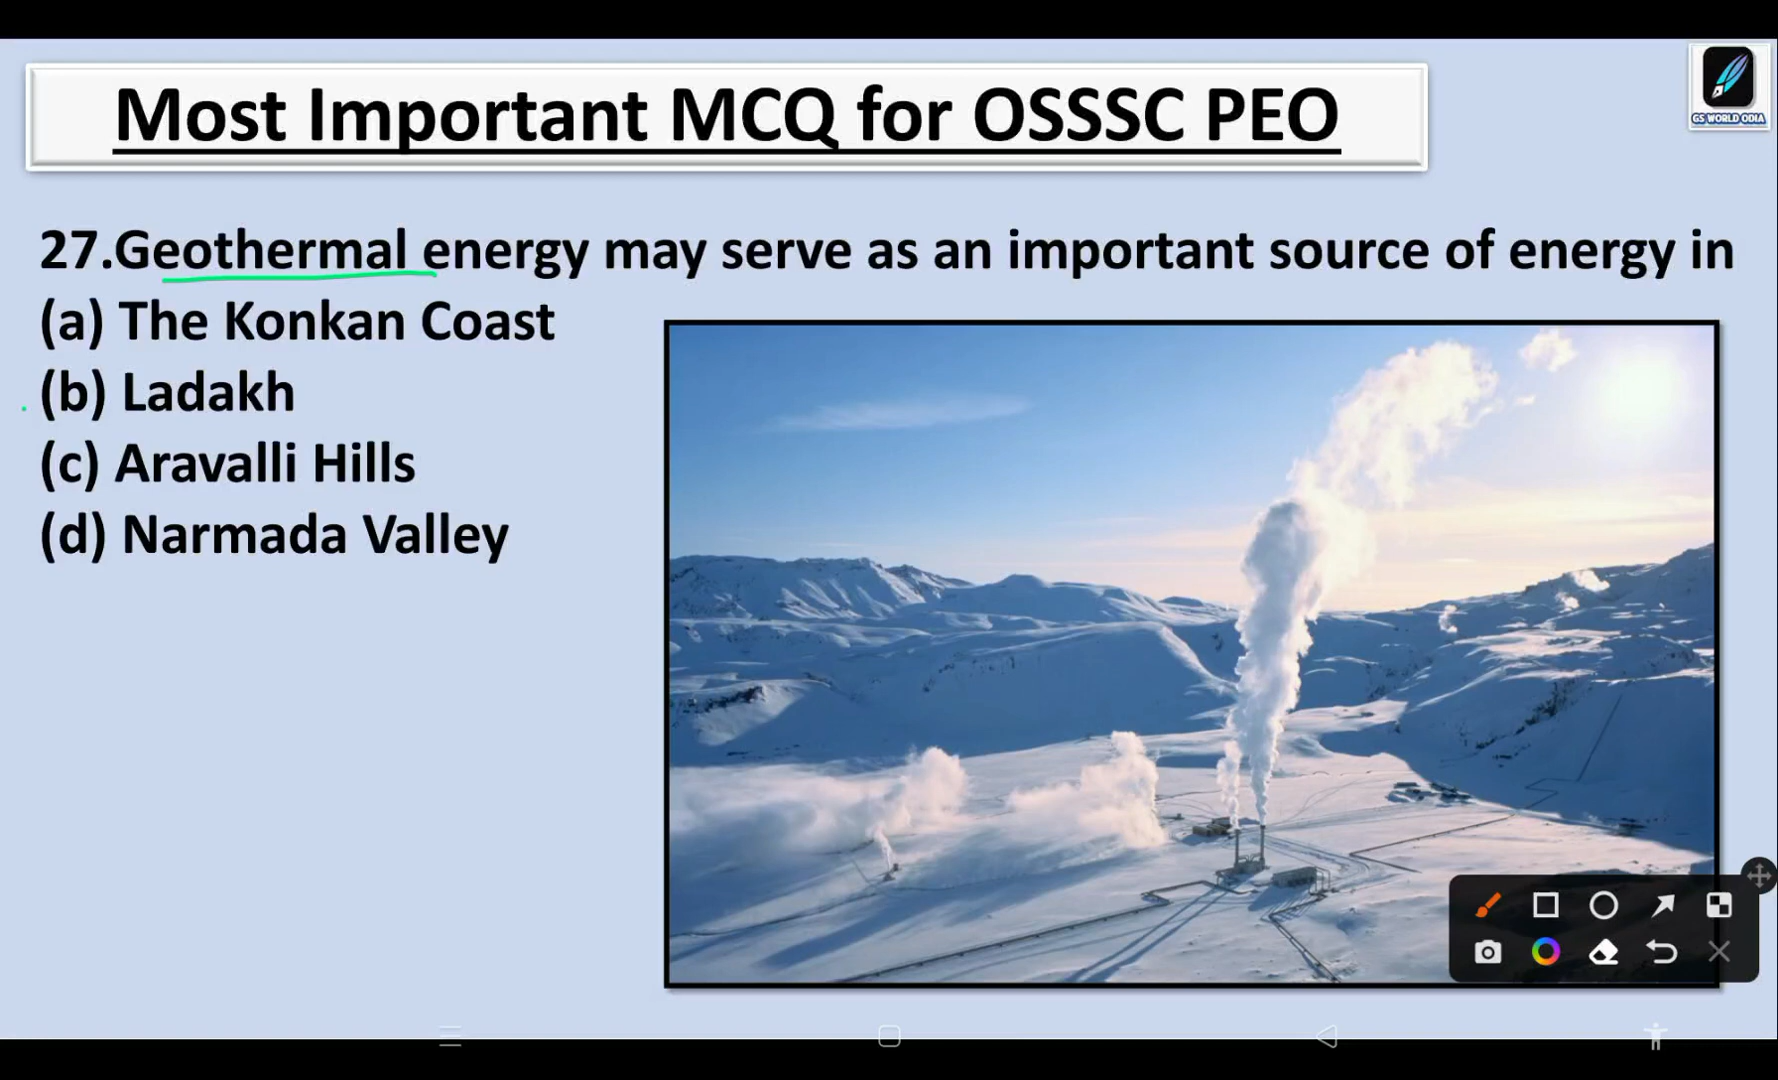 Most Important MCQ for OSSSC PEO
GS WORLD ODIA
27.Geothermal energy may serve as an important source of energy in
(a) The Konkan Coast
(b) Ladakh
(c) Aravalli Hills
(d) Narmada Valley